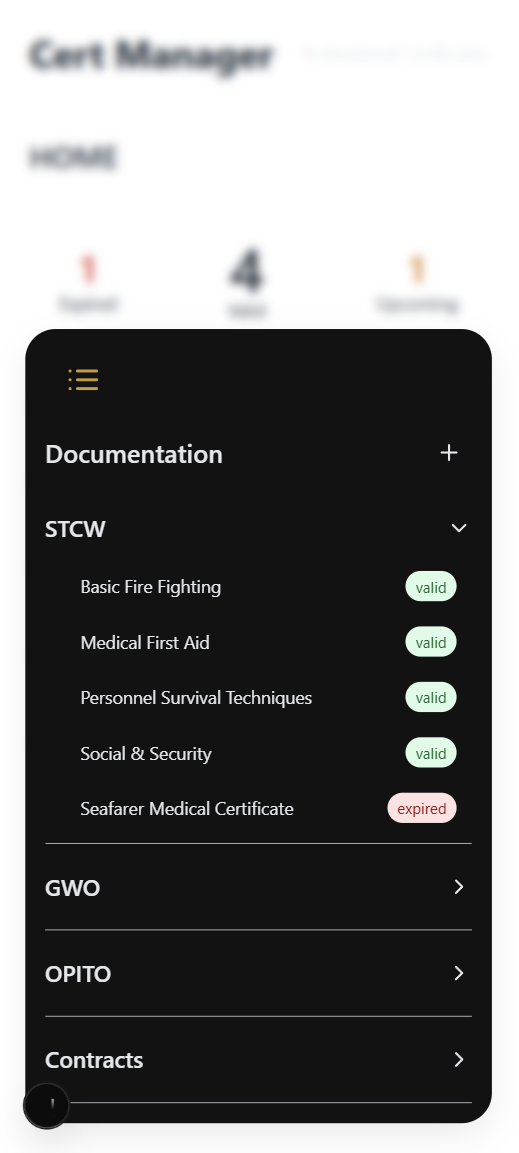 Cert Manager
HOME
1 4 1
Expired Valid Upcoming
Documentation
STCW
Basic Fire Fighting valid
Medical First Aid valid
Personnel Survival Techniques valid
Social & Security valid
Seafarer Medical Certificate expired
GWO
OPITO
Contracts